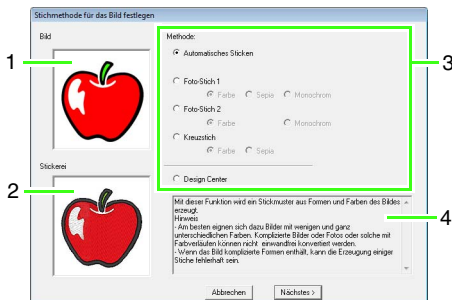 Stichmethode für das Bild festlegen
Bild
Methode:
1
3
Automatisches Sticken
Foto-Stich 1
Farbe Sepia Monochrom
Foto-Stich 2
Farbe Monochrom
Kreuzstich
Farbe Sepia
Stickerei
Design Center
2
Mit dieser Funktion wird ein Stickmuster aus Formen und Farben des Bildes
erzeugt.
Hinweis
- Am besten eignen sich dazu Bilder mit wenigen und ganz
unterschiedlichen Farben. Komplizierte Bilder oder Fotos oder solche mit
Farbverläufen können nicht einwandfrei konvertiert werden.
- Wenn das Bild komplizierte Formen enthält, kann die Erzeugung einiger
Stiche fehlerhaft sein.
4
Abbrechen Nächstes >